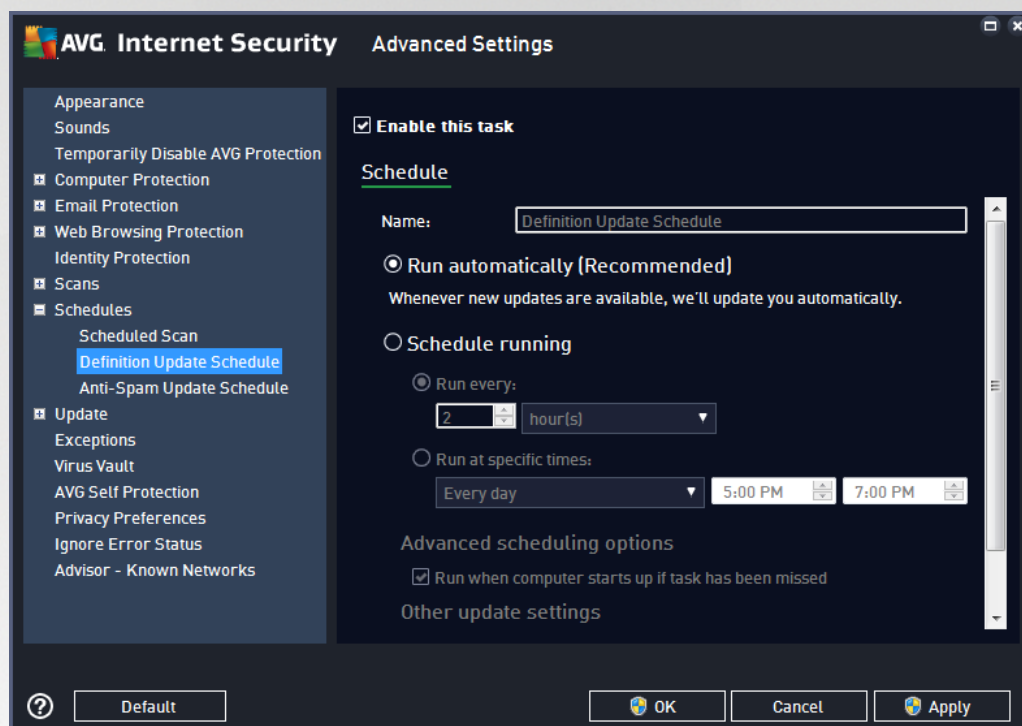 AVG. Internet Security Advanced Settings
Appearance
Sounds
Temporarily Disable AVG Protection
Computer Protection
Email Protection
Web Browsing Protection
Identity Protection
Scans
Schedules
Scheduled Scan
Definition Update Schedule
Anti-Spam Update Schedule
Update
Exceptions
Virus Vault
AVG Self Protection
Privacy Preferences
Ignore Error Status
Advisor - Known Networks
Enable this task
Schedule
Name: Definition Update Schedule
Run automatically (Recommended)
Whenever new updates are available, we'll update you automatically.
Schedule running
Run every:
2 hour(s)
Run at specific times:
Every day 5:00 PM 7:00 PM
Advanced scheduling options
Run when computer starts up if task has been missed
Other update settings
? Default OK Cancel Apply